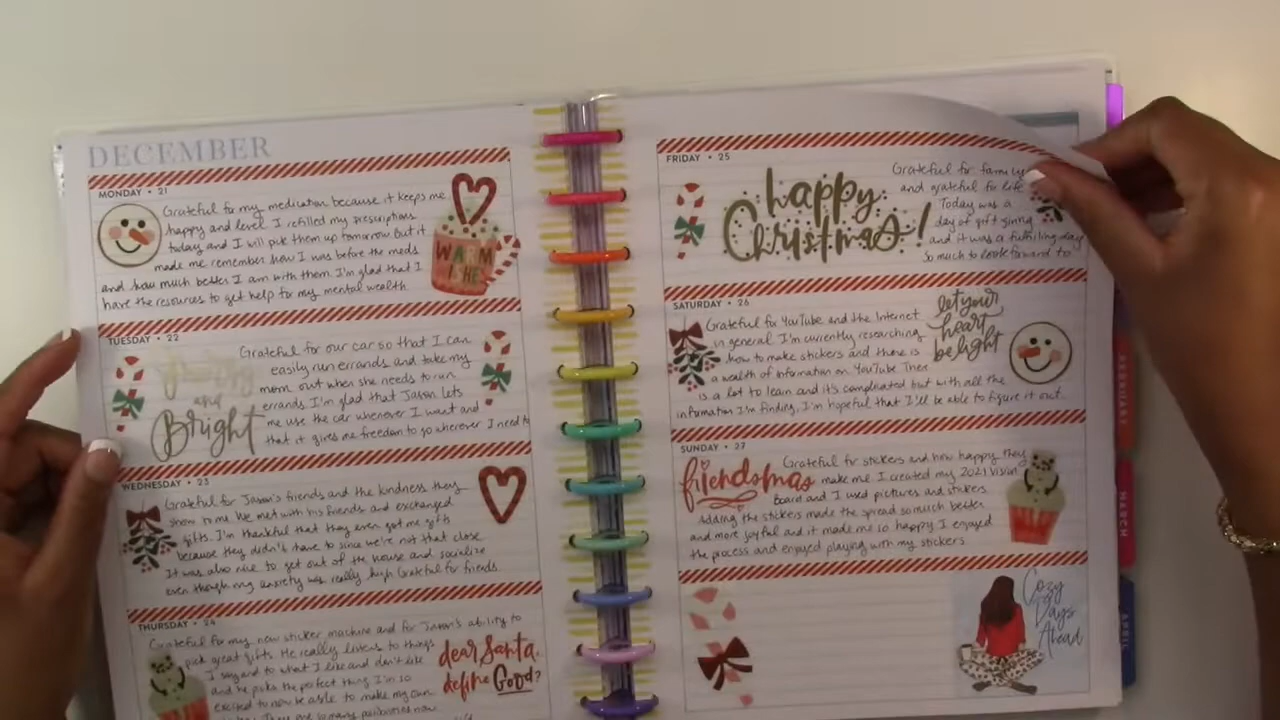 DECEMBER
MONDAY • 21
Grateful for my medication because it keeps me
happy and level. I refilled my prescriptions
today and I will pick them up tomorrow but it
made me remember how I was before the meds
and how much better I am with them. I'm glad that I
have the resources to get help for my mental wealth.
WARM
ISHES
TUESDAY • 22
Grateful for our car so that I can
easily run errands and take my
mom out when she needs to run
errands. I'm glad that Jason lets
me use the car whenever I want and
that it gives me freedom to go wherever I need to
and
Bright
WEDNESDAY • 23
Grateful for Jason's friends and the kindness they
show to me. We met with his friends and exchanged
gifts. I'm thankful that they even got me gifts
because they didn't have to since we're not that close.
It was also nice to get out of the house and socialize
even though my anxiety was really high. Grateful for friends.
THURSDAY • 24
Grateful for my new sticker machine and for Jason's ability to
pick great gifts. He really listens to things
I say and to what I like and don't like
and he picks the perfect thing. I'm so
excited to now be able to make my own
so many possibilities now
dear Santa,
define Good?
FRIDAY • 25
happy
Christmas!
Grateful for family
and grateful for life
Today was a
day of gift giving
and it was a fulfilling day
so much to look forward to
SATURDAY • 26
Grateful for YouTube and the Internet
in general. I'm currently researching
how to make stickers and there is
a wealth of information on YouTube. There
is a lot to learn and it's complicated but with all the
information I'm finding, I'm hopeful that I'll be able to figure it out.
let your
heart
be light
SUNDAY • 27
friendsmas
Grateful for stickers and how happy they
make me. I created my 2021 vision
board and I used pictures and stickers.
Adding the stickers made the spread so much better
and more joyful and it made me so happy. I enjoyed
the process and enjoyed playing with my stickers.
Cozy
Days
Ahead
FEBRUARY
MARCH
APRIL